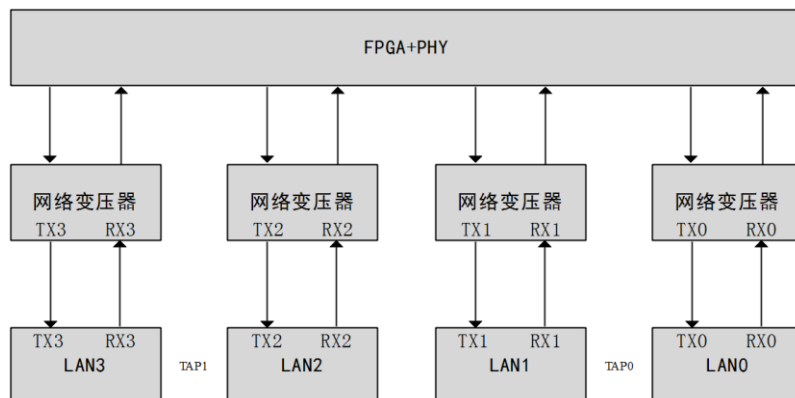 FPGA+PHY
网络变压器 网络变压器 网络变压器 网络变压器
TX3 RX3 TX2 RX2 TX1 RX1 TX0 RX0
TX3 RX3 TX2 RX2 TX1 RX1 TX0 RX0
LAN3 TAP1 LAN2 LAN1 TAP0 LAN0